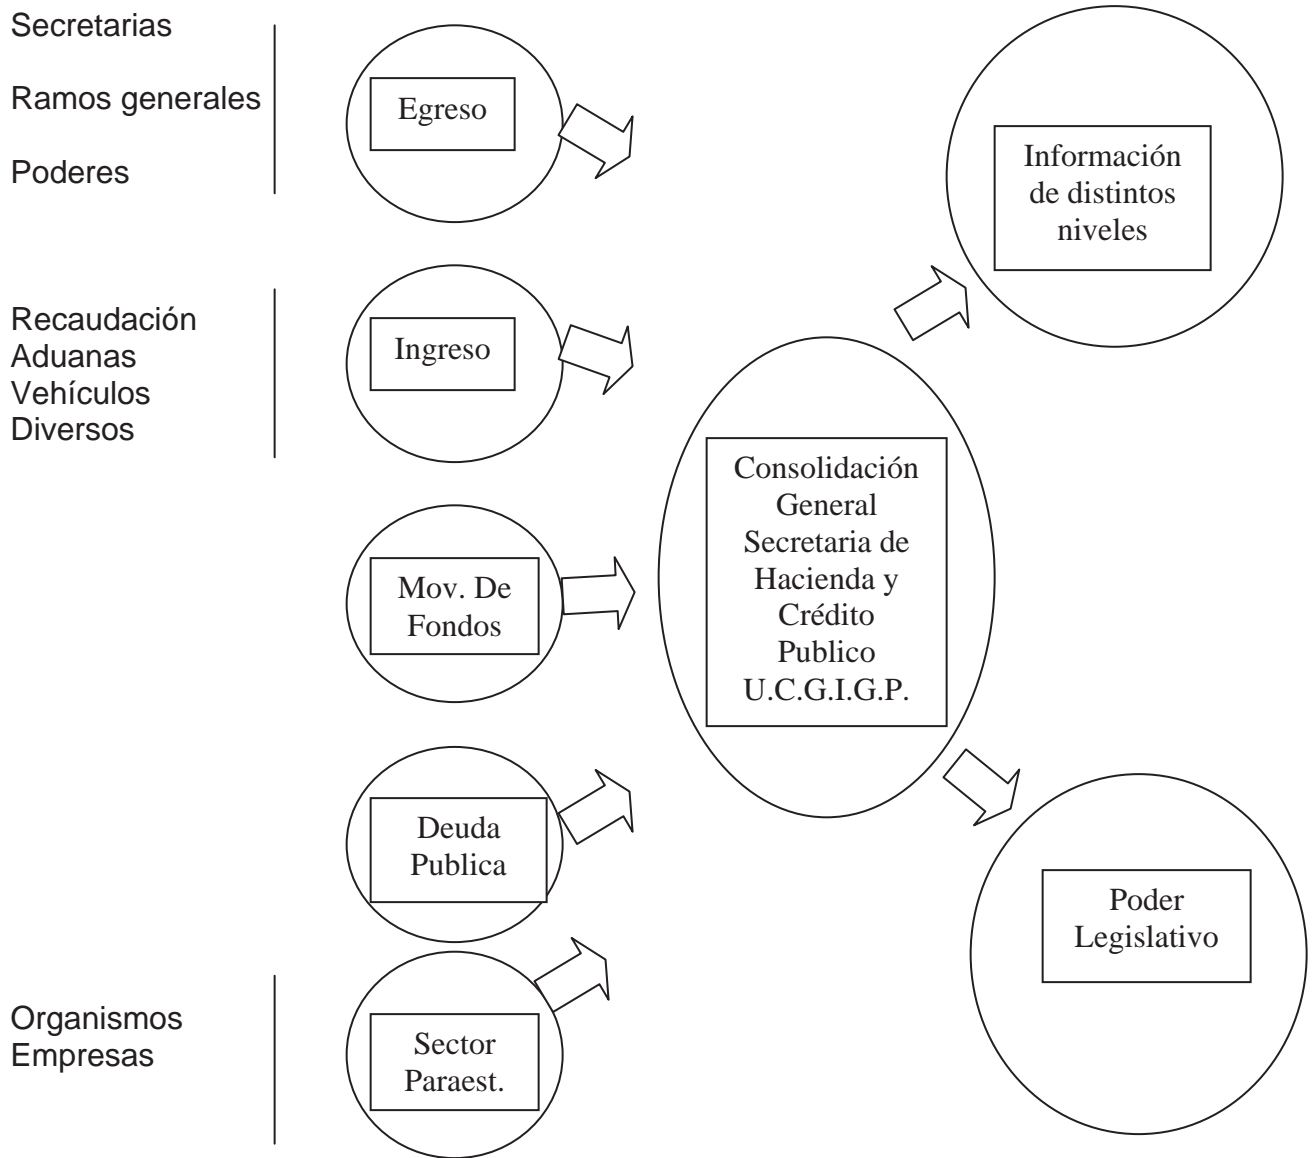 Secretarias
Ramos generales
Poderes
Egreso
Recaudación
Aduanas
Vehículos
Diversos
Ingreso
Mov. De
Fondos
Deuda
Publica
Organismos
Empresas
Sector
Paraest.
Consolidación
General
Secretaria de
Hacienda y
Crédito
Publico
U.C.G.I.G.P.
Información
de distintos
niveles
Poder
Legislativo